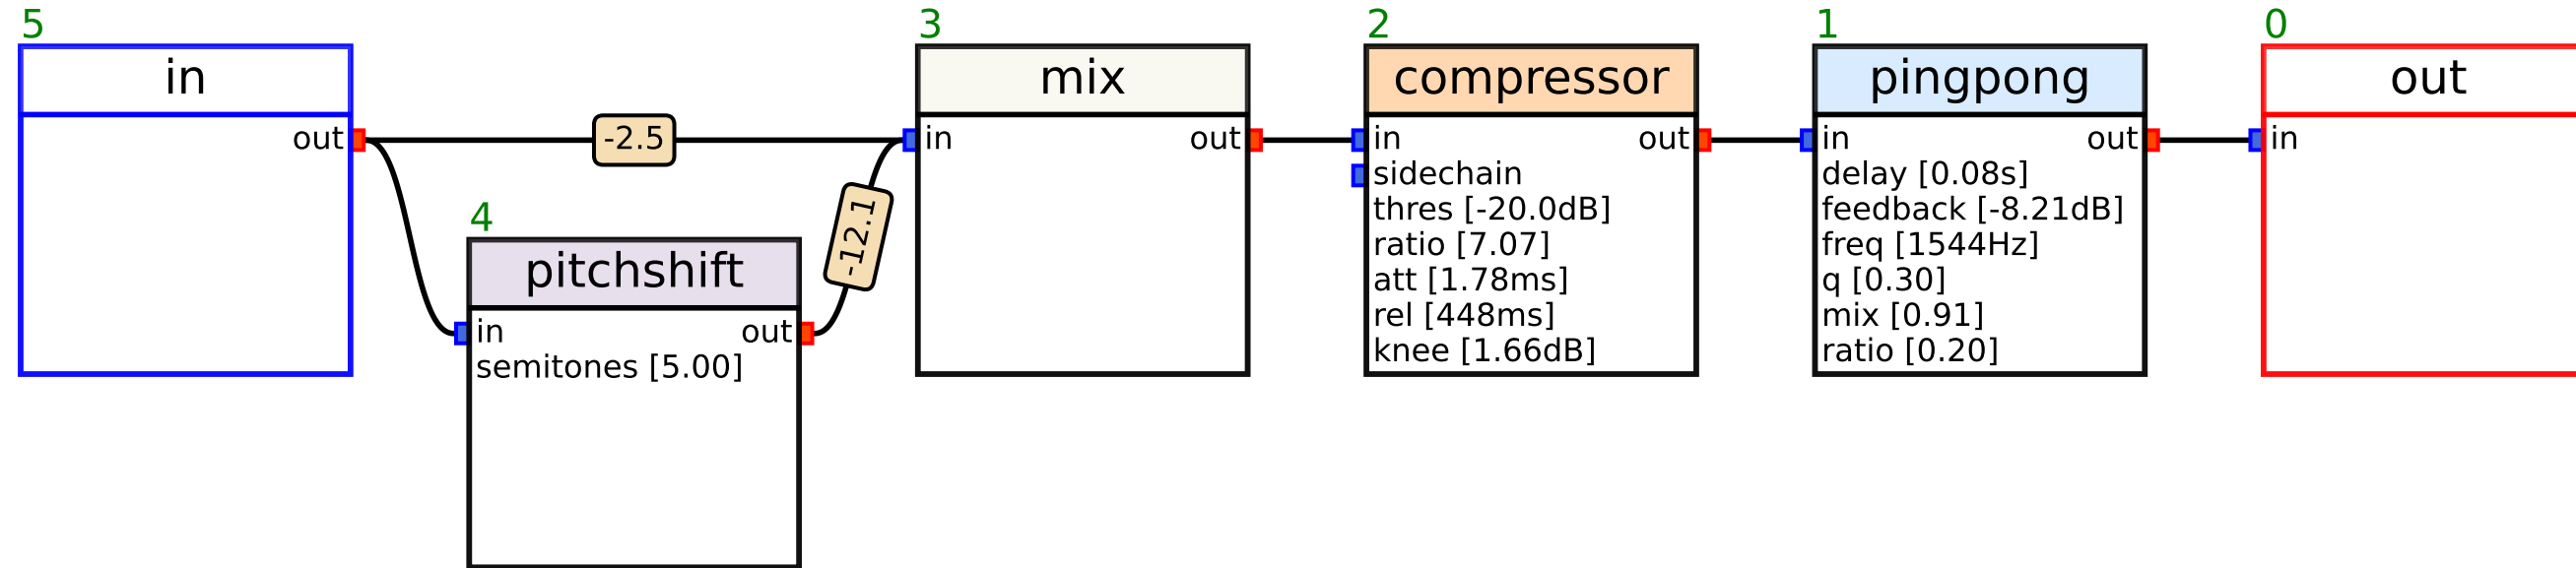 5
in
out
-2.5
4
pitchshift
in
out
semitones [5.00]
-12.1
3
mix
in
out
2
compressor
in
out
sidechain
thres [-20.0dB]
ratio [7.07]
att [1.78ms]
rel [448ms]
knee [1.66dB]
1
pingpong
in
out
delay [0.08s]
feedback [-8.21dB]
freq [1544Hz]
q [0.30]
mix [0.91]
ratio [0.20]
0
out
in